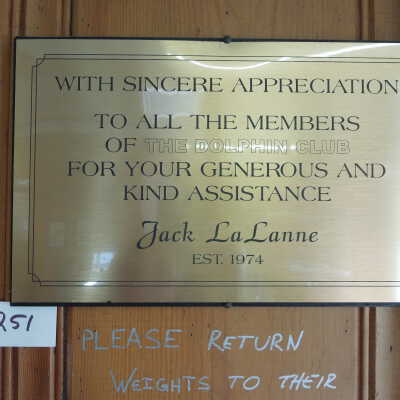 WITH SINCERE APPRECIATION
TO ALL THE MEMBERS
OF THE DOLPHIN CLUB
FOR YOUR GENEROUS AND
KIND ASSISTANCE
Jack LaLanne
EST. 1974
251
PLEASE RETURN
WEIGHTS TO THEIR